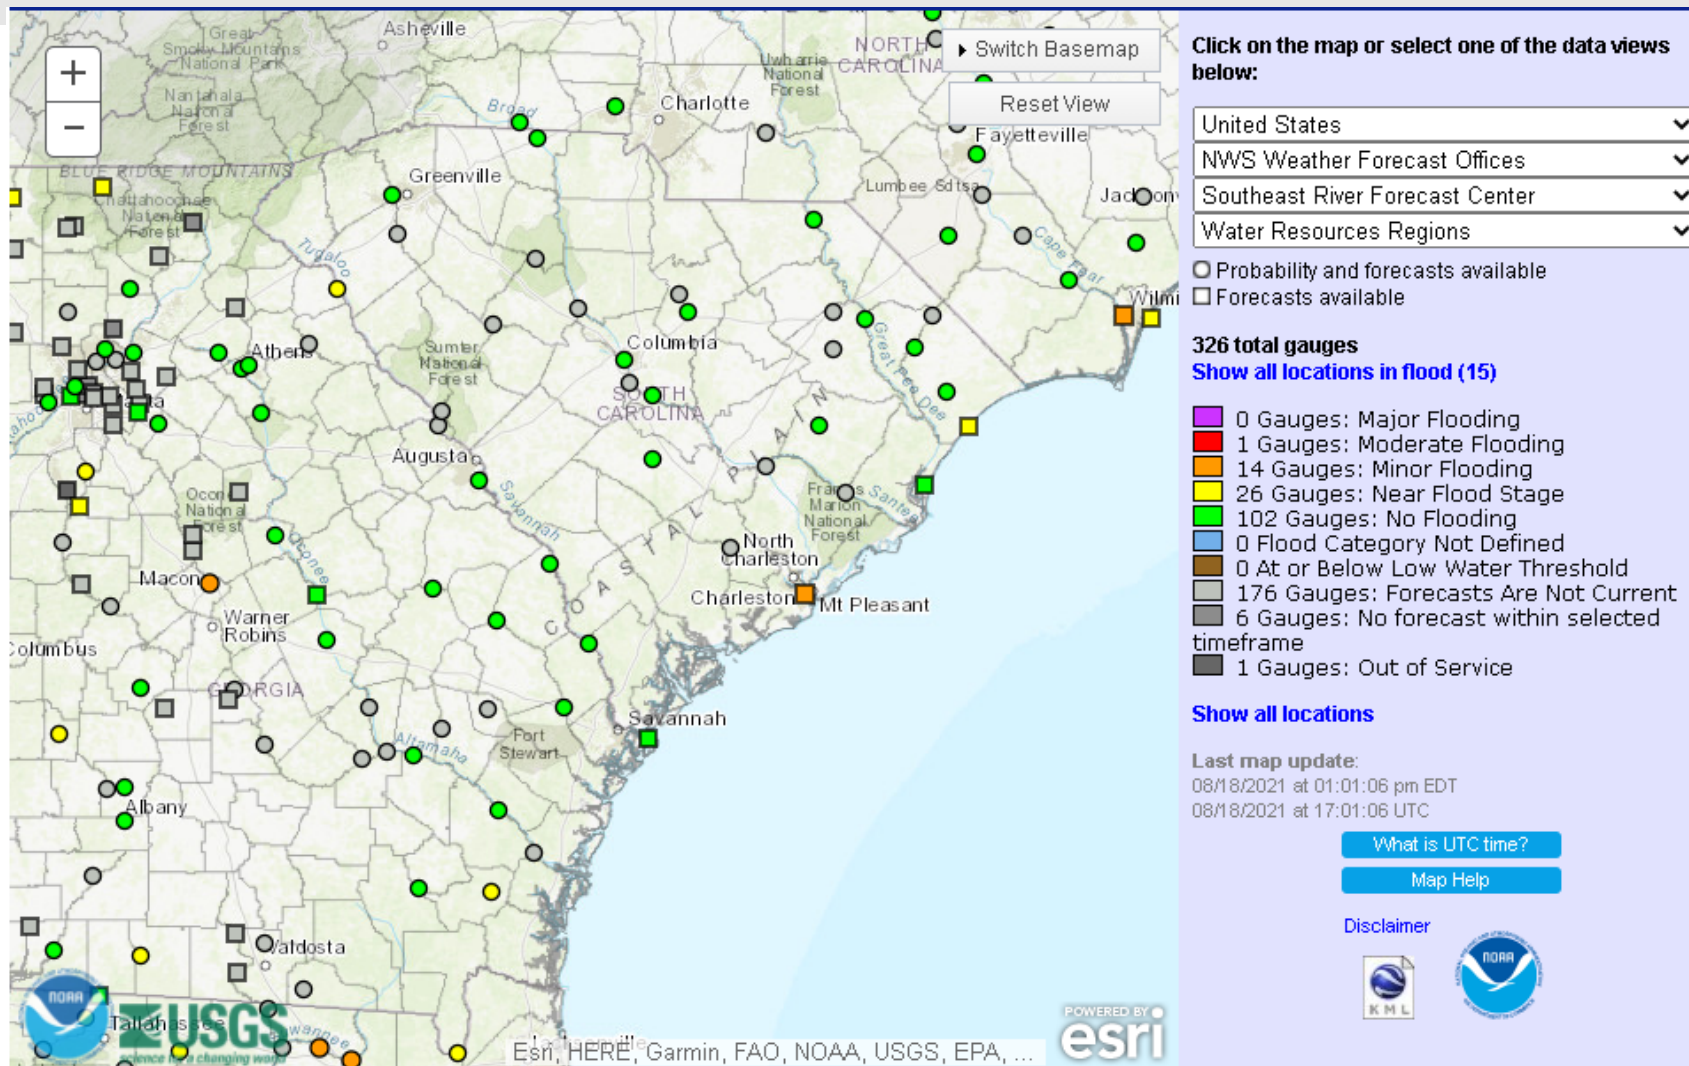 Asheville
Great
Smoky Mountains
National Park
Nantahala
National
Forest
BLUE RIDGE MOUNTAINS
Chattahoochee
National
Forest
Greenville
Broad
Charlotte
Uwharrie
National
Forest
NORTH
CAROLINA
Switch Basemap
Reset View
Fayetteville
Lumbee Sdtsa
Cape Fear
Wilmi
Tugaloo
Athens
Sumter
National
Forest
Columbia
SOUTH
CAROLINA
Great Pee Dee
Augusta
Savannah
COASTAL PLAIN
Francis
Marion
National
Forest
Santee
North
Charleston
Charleston
Mt Pleasant
Oconee
National
Forest
Oconee
Macon
Warner
Robins
Columbus
GEORGIA
Altamaha
Fort
Stewart
Savannah
Albany
Valdosta
Tallahassee
NOAA
USGS
science for a changing world
Esri, HERE, Garmin, FAO, NOAA, USGS, EPA, ...
POWERED BY
esri
Click on the map or select one of the data views
below:
United States
NWS Weather Forecast Offices
Southeast River Forecast Center
Water Resources Regions
Probability and forecasts available
Forecasts available
326 total gauges
Show all locations in flood (15)
0 Gauges: Major Flooding
1 Gauges: Moderate Flooding
14 Gauges: Minor Flooding
26 Gauges: Near Flood Stage
102 Gauges: No Flooding
0 Flood Category Not Defined
0 At or Below Low Water Threshold
176 Gauges: Forecasts Are Not Current
6 Gauges: No forecast within selected
timeframe
1 Gauges: Out of Service
Show all locations
Last map update:
08/18/2021 at 01:01:06 pm EDT
08/18/2021 at 17:01:06 UTC
What is UTC time?
Map Help
Disclaimer
KML
NOAA